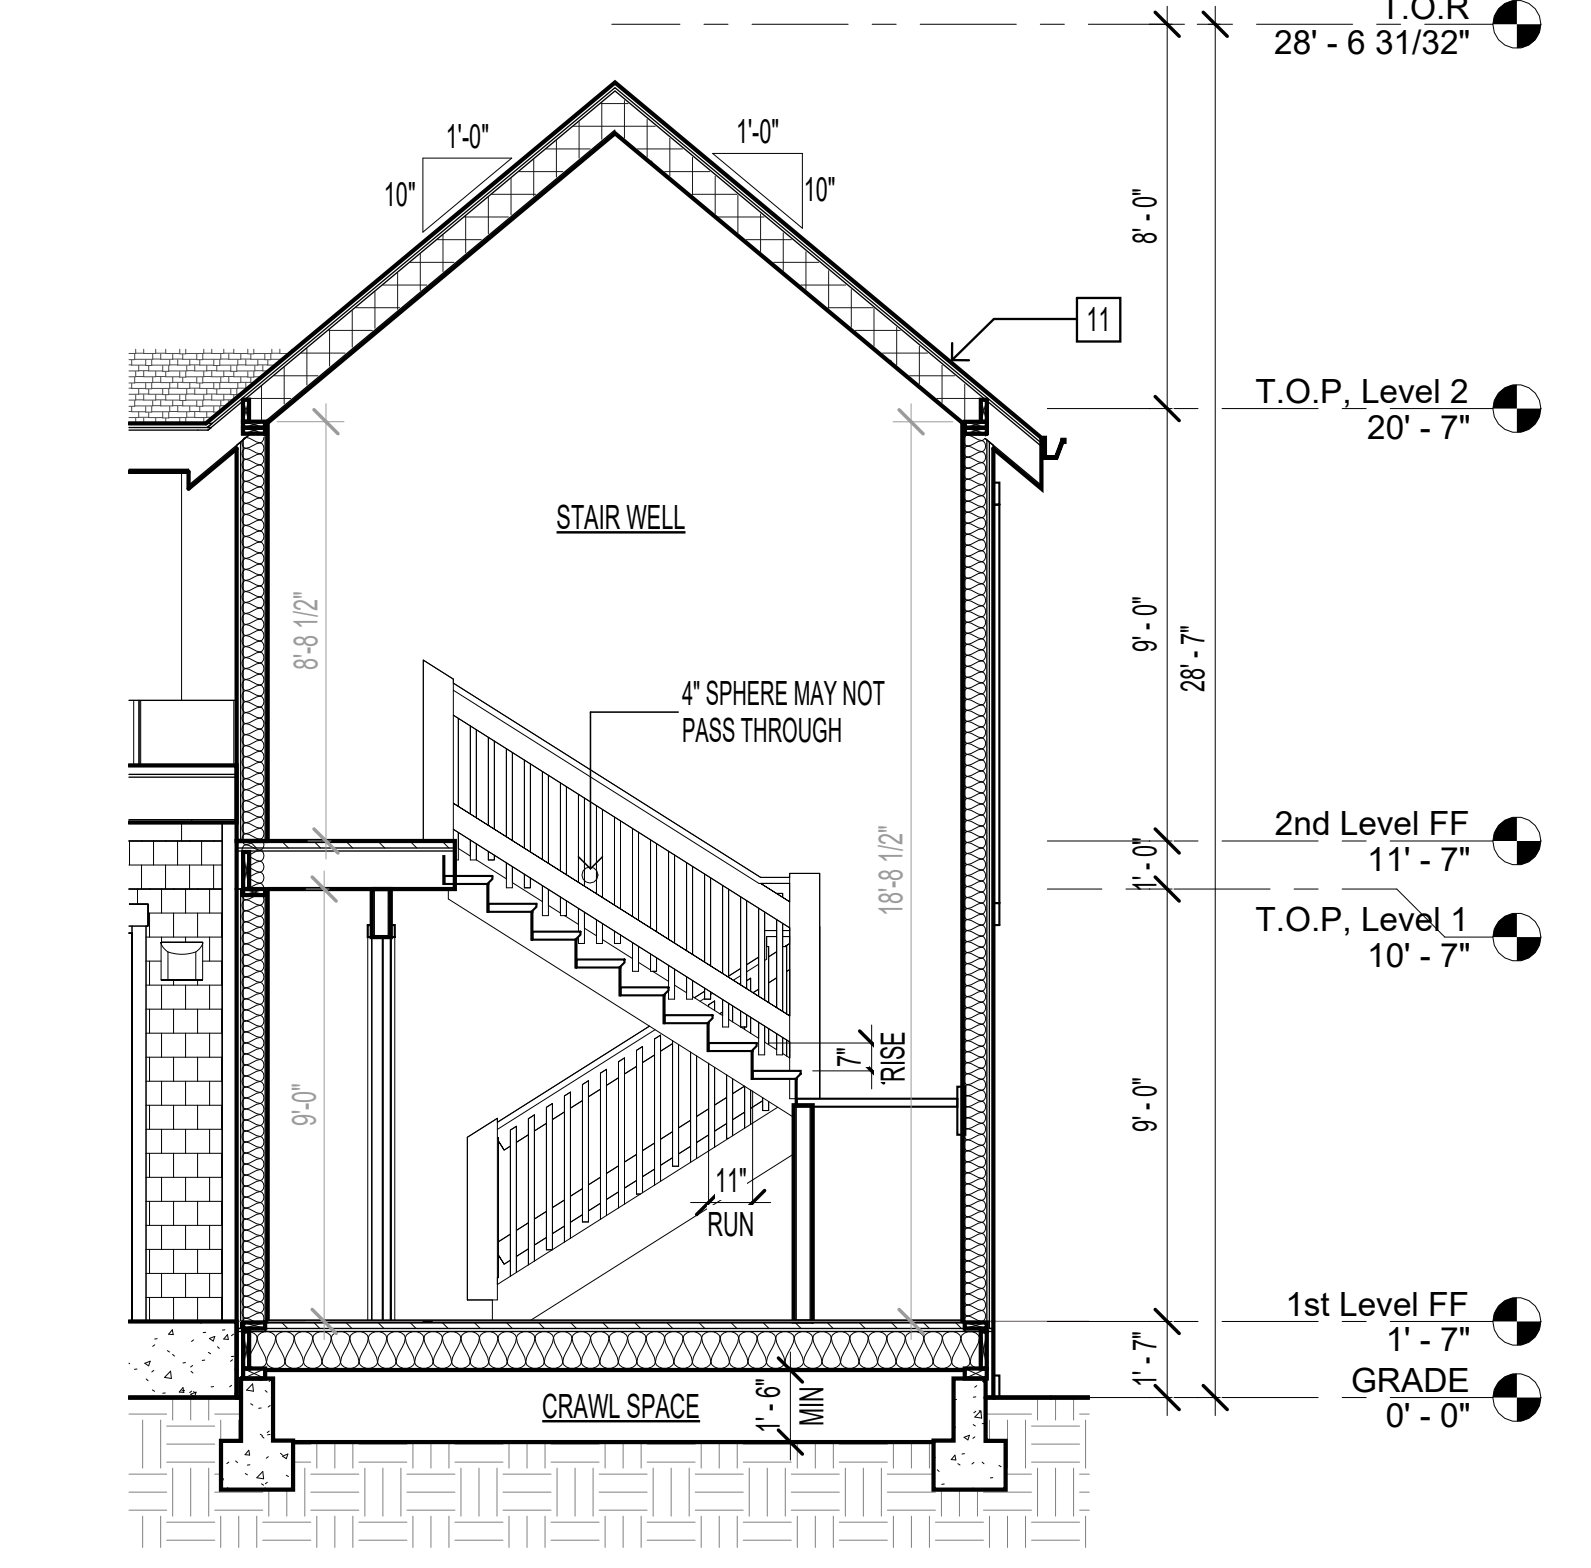 T.O.R
28' - 6 31/32"
1'-0"
10"
1'-0"
10"
8' - 0"
11
T.O.P, Level 2
20' - 7"
STAIR WELL
8'-8 1/2"
9' - 0"
28' - 7"
4" SPHERE MAY NOT
PASS THROUGH
18'-8 1/2"
2nd Level FF
11' - 7"
1' - 0"
T.O.P, Level 1
10' - 7"
7"
RISE
9'-0"
9' - 0"
11"
RUN
1st Level FF
1' - 7"
1' - 7"
GRADE
0' - 0"
CRAWL SPACE
1' - 6"
MIN